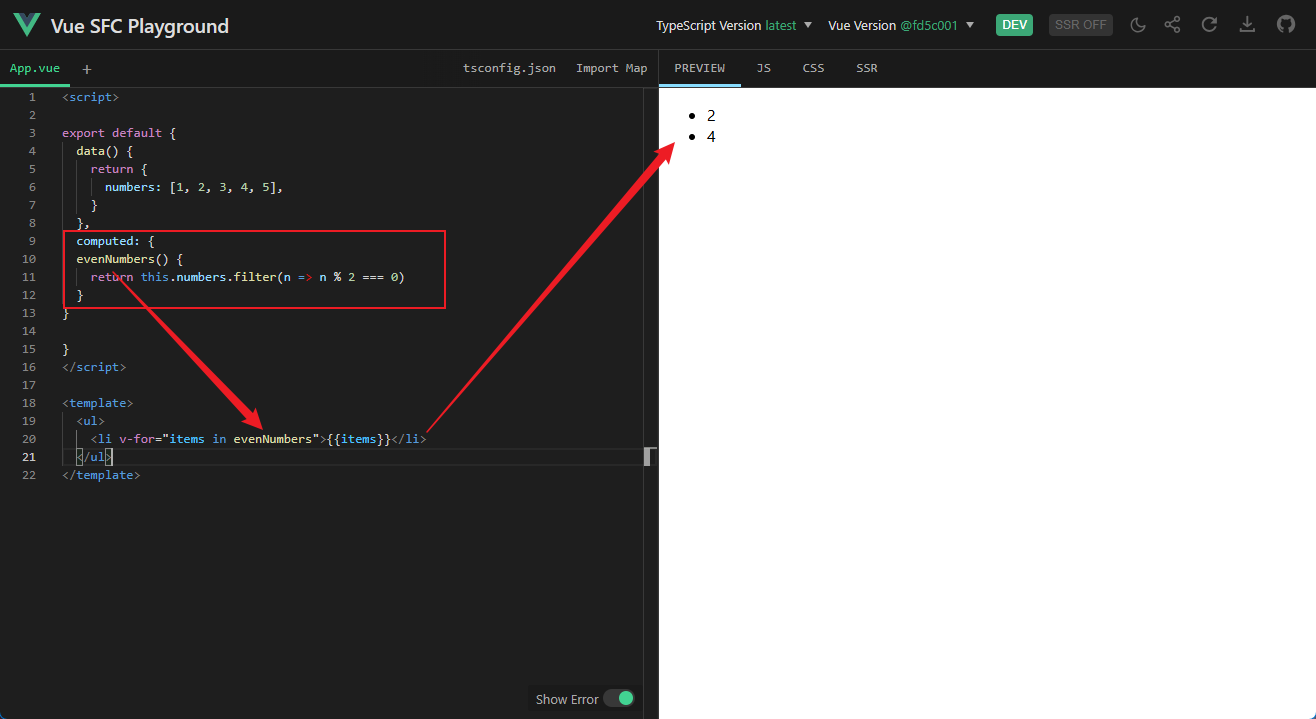 Vue SFC Playground
TypeScript Version latest
Vue Version @fd5c001
DEV
SSR OFF
App.vue +
tsconfig.json
Import Map
PREVIEW
JS
CSS
SSR
1 <script>
2
3 export default {
4 data() {
5 return {
6 numbers: [1, 2, 3, 4, 5],
7 }
8 },
9 computed: {
10 evenNumbers() {
11 return this.numbers.filter(n => n % 2 === 0)
12 }
13 }
14
15 }
16 </script>
17
18 <template>
19 <ul>
20 <li v-for="items in evenNumbers">{{items}}</li>
21 </ul>
22 </template>
Show Error
• 2
• 4